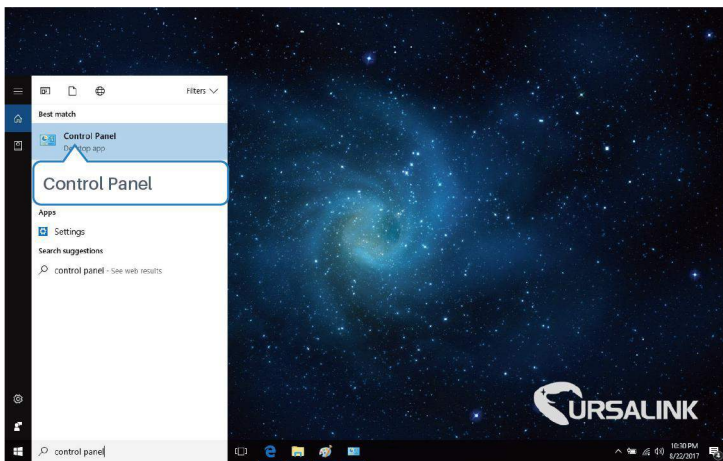 Filters
Best match
Control Panel
Desktop app
Control Panel
Apps
Settings
Search suggestions
control panel - See web results
URSALINK
control panel
10:30 PM
8/22/2017